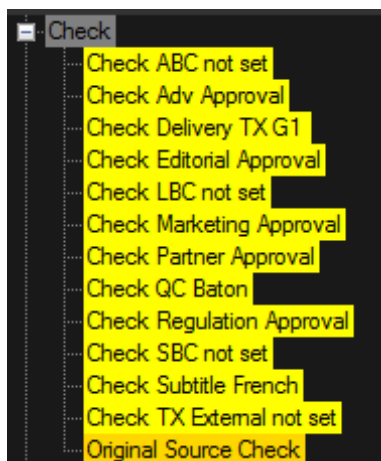 Check
Check ABC not set
Check Adv Approval
Check Delivery TX G1
Check Editorial Approval
Check LBC not set
Check Marketing Approval
Check Partner Approval
Check QC Baton
Check Regulation Approval
Check SBC not set
Check Subtitle French
Check TX External not set
Original Source Check